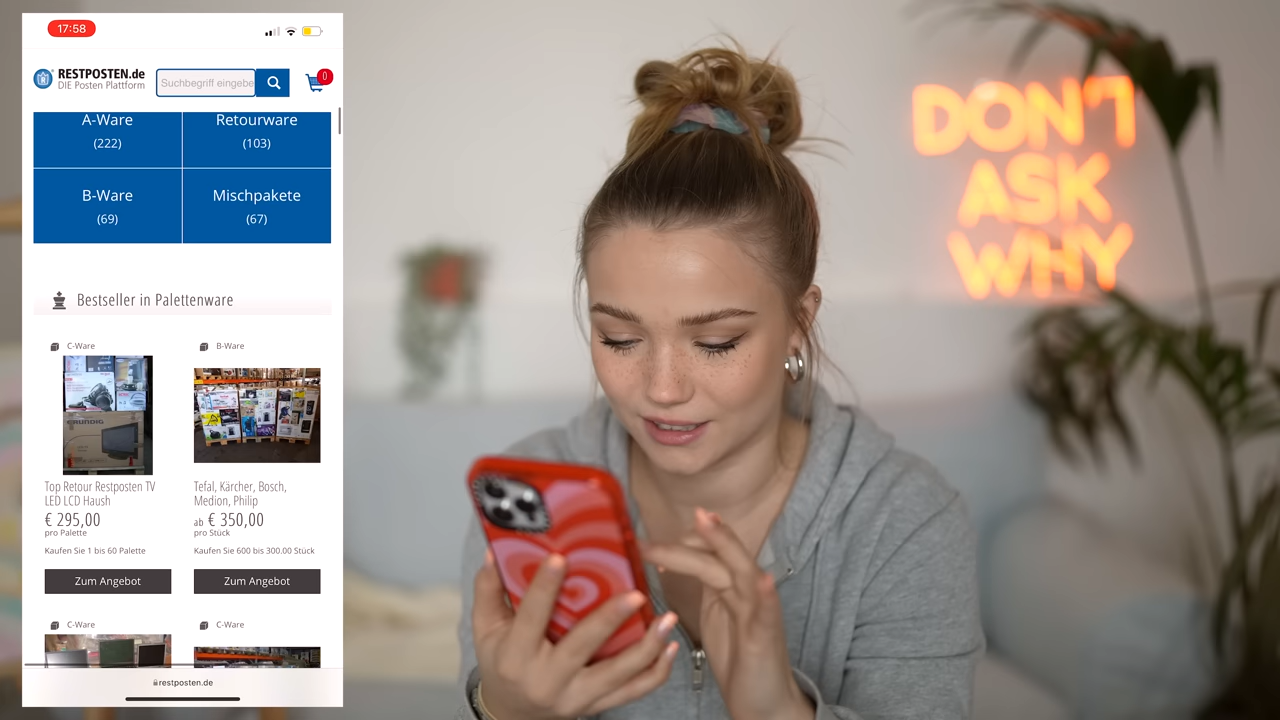 17:58
RESTPOSTEN.de
DIE Posten Plattform
Suchbegriff eingebe
0
A-Ware
(222)
Retourware
(103)
B-Ware
(69)
Mischpakete
(67)
Bestseller in Palettenware
C-Ware
GRUNDIG
Top Retour Restposten TV
LED LCD Haush
€ 295,00
pro Palette
Kaufen Sie 1 bis 60 Palette
Zum Angebot
B-Ware
Tefal, Kärcher, Bosch,
Medion, Philip
ab € 350,00
pro Stück
Kaufen Sie 600 bis 300.00 Stück
Zum Angebot
C-Ware
C-Ware
restposten.de
DON'T
ASK
WHY